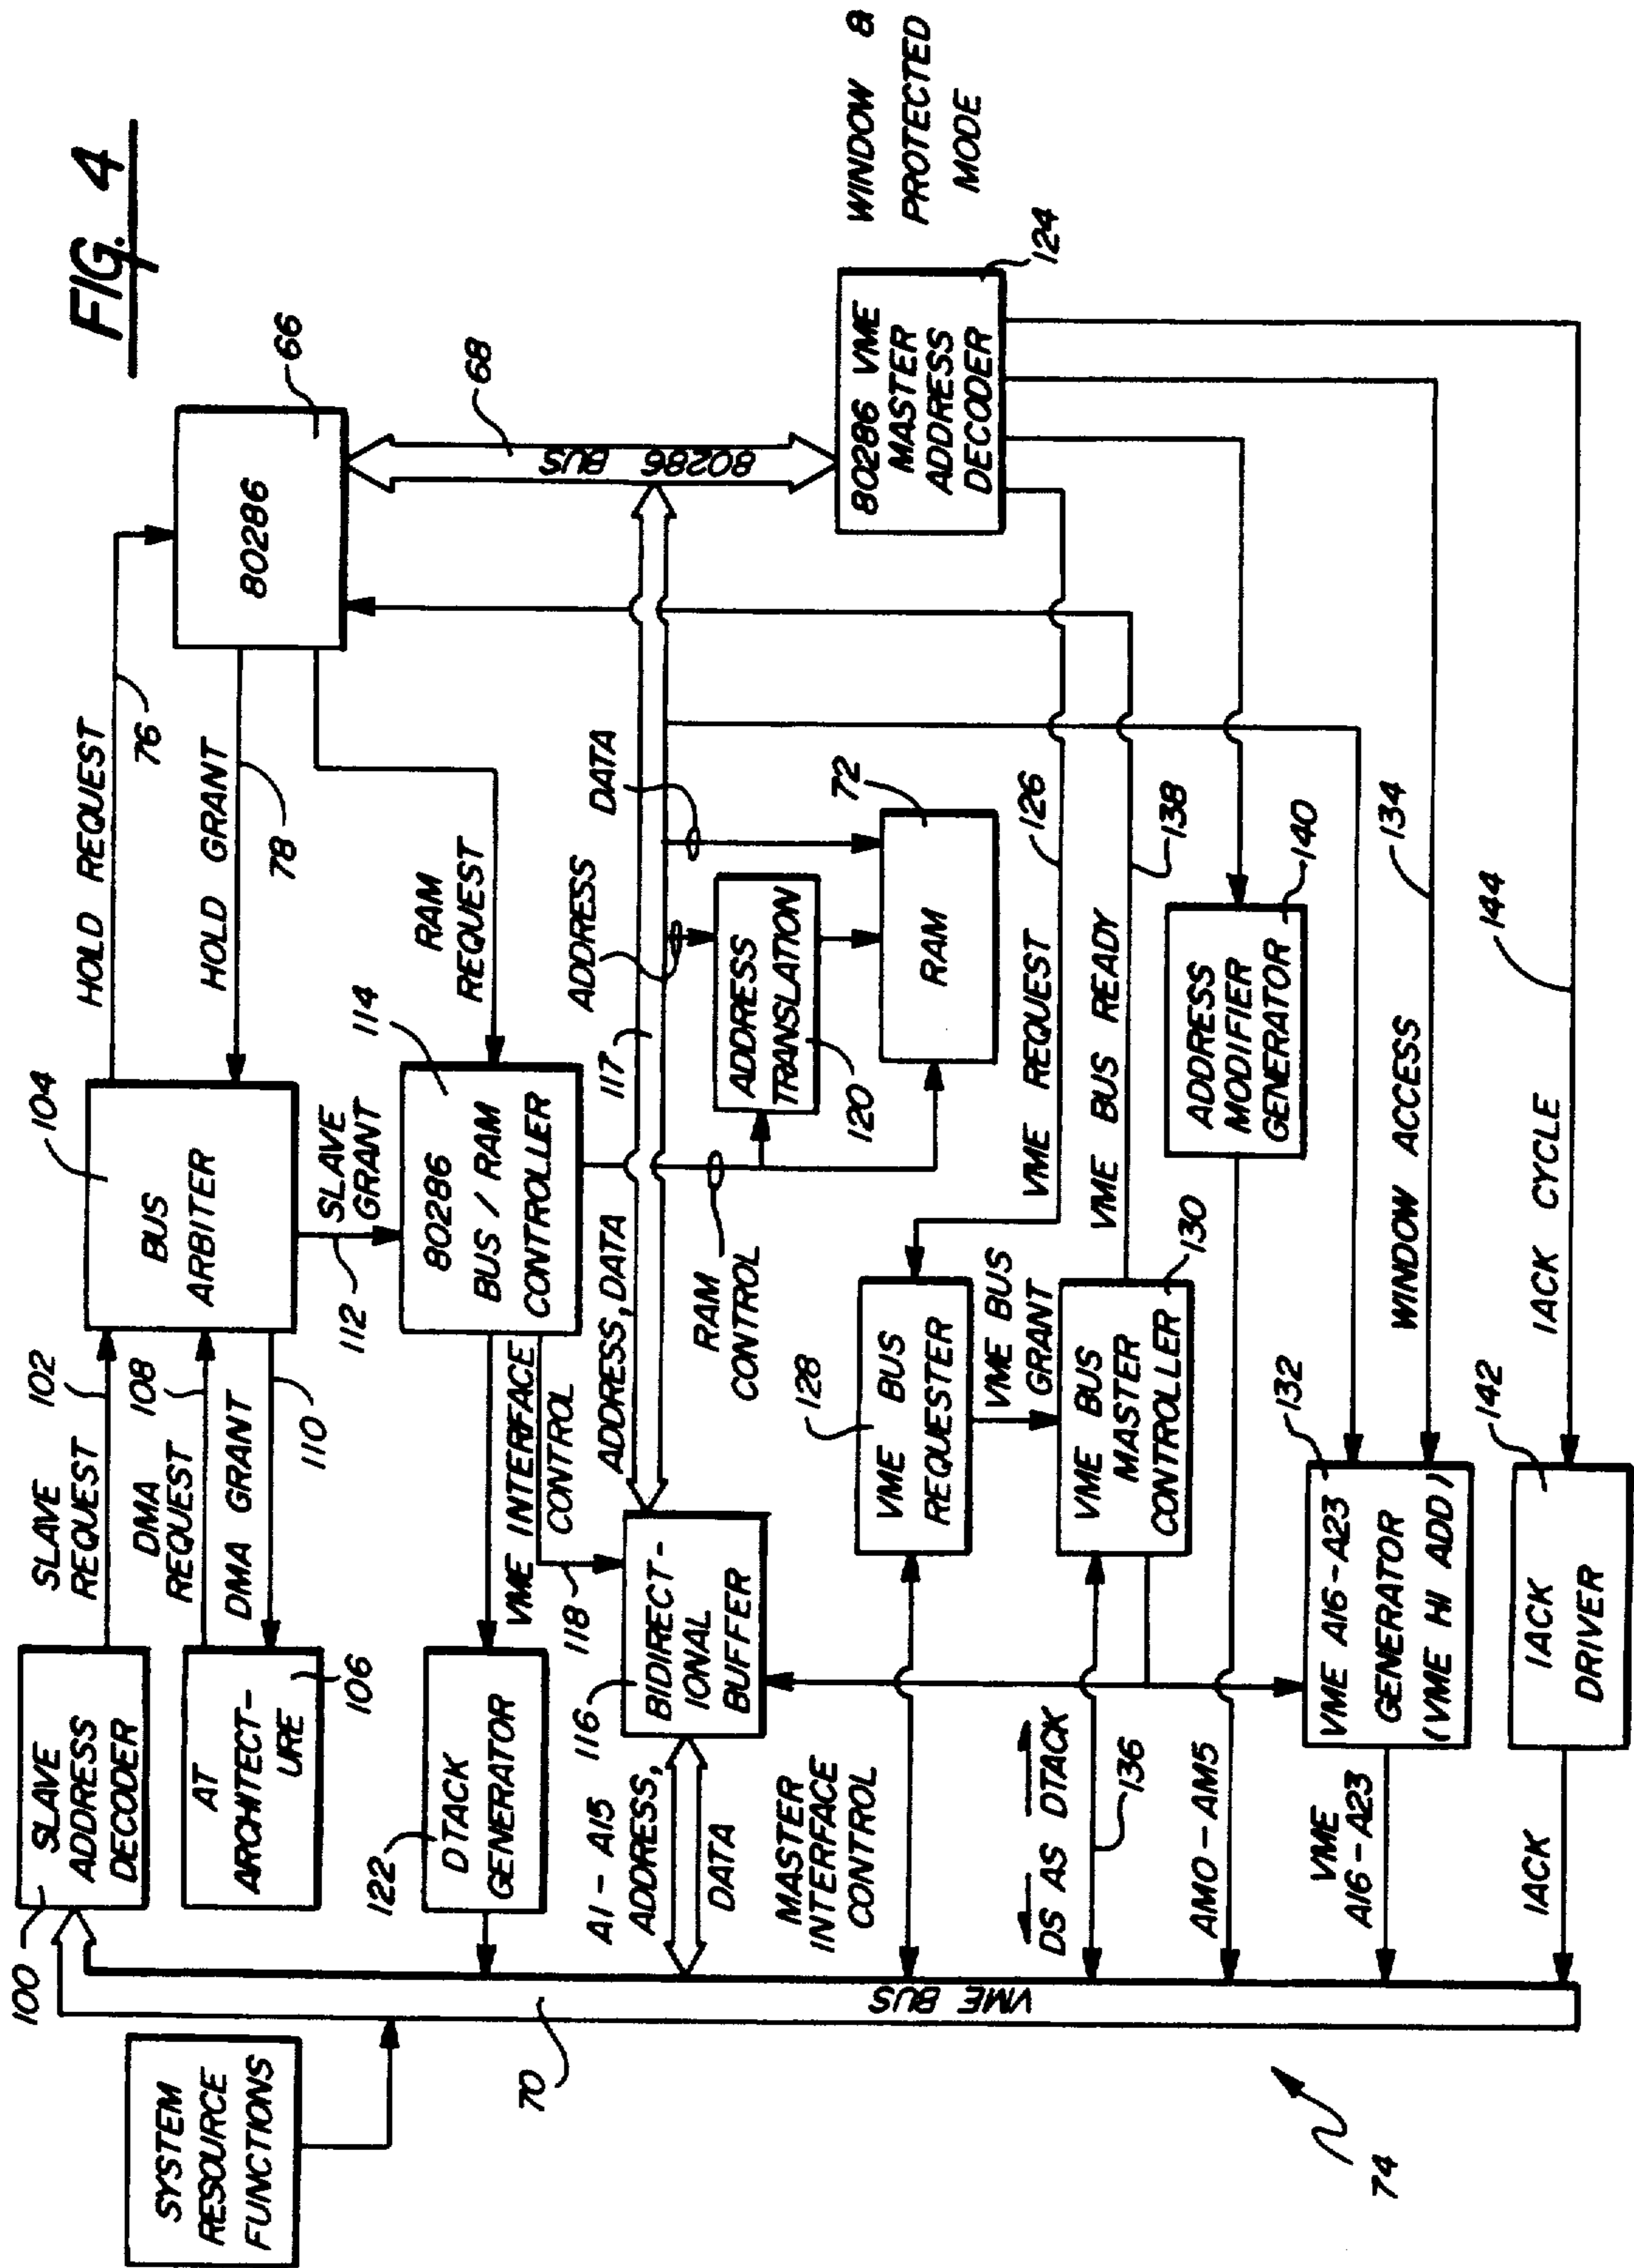 FIG. 4
SYSTEM
RESOURCE
FUNCTIONS
100
SLAVE
ADDRESS
DECODER
SLAVE
REQUEST
102
104
BUS
ARBITER
HOLD REQUEST
76
80286
66
AT
ARCHITECT-
URE
106
DMA
REQUEST
108
DMA GRANT
110
HOLD GRANT
78
112
SLAVE
GRANT
RAM
REQUEST
114
80286
BUS / RAM
CONTROLLER
68
80286 BUS
122
DTACK
GENERATOR
VME INTERFACE
CONTROL
118
117
ADDRESS
DATA
ADDRESS, DATA
116
BIDIRECT-
IONAL
BUFFER
A1 - A15
ADDRESS,
DATA
RAM
CONTROL
ADDRESS
TRANSLATION
120
RAM
72
70
VME BUS
WINDOW &
PROTECTED
MODE
80286 VME
MASTER
ADDRESS
DECODER
124
MASTER
INTERFACE
CONTROL
128
VME BUS
REQUESTER
VME REQUEST
126
VME BUS
GRANT
DS AS DTACK
136
VME BUS
MASTER
CONTROLLER
130
VME BUS READY
138
AM0 - AM5
ADDRESS
MODIFIER
GENERATOR
140
VME
A16 - A23
VME A16 - A23
GENERATOR
(VME HI ADD)
132
WINDOW ACCESS
134
IACK
IACK
DRIVER
142
IACK CYCLE
144
74